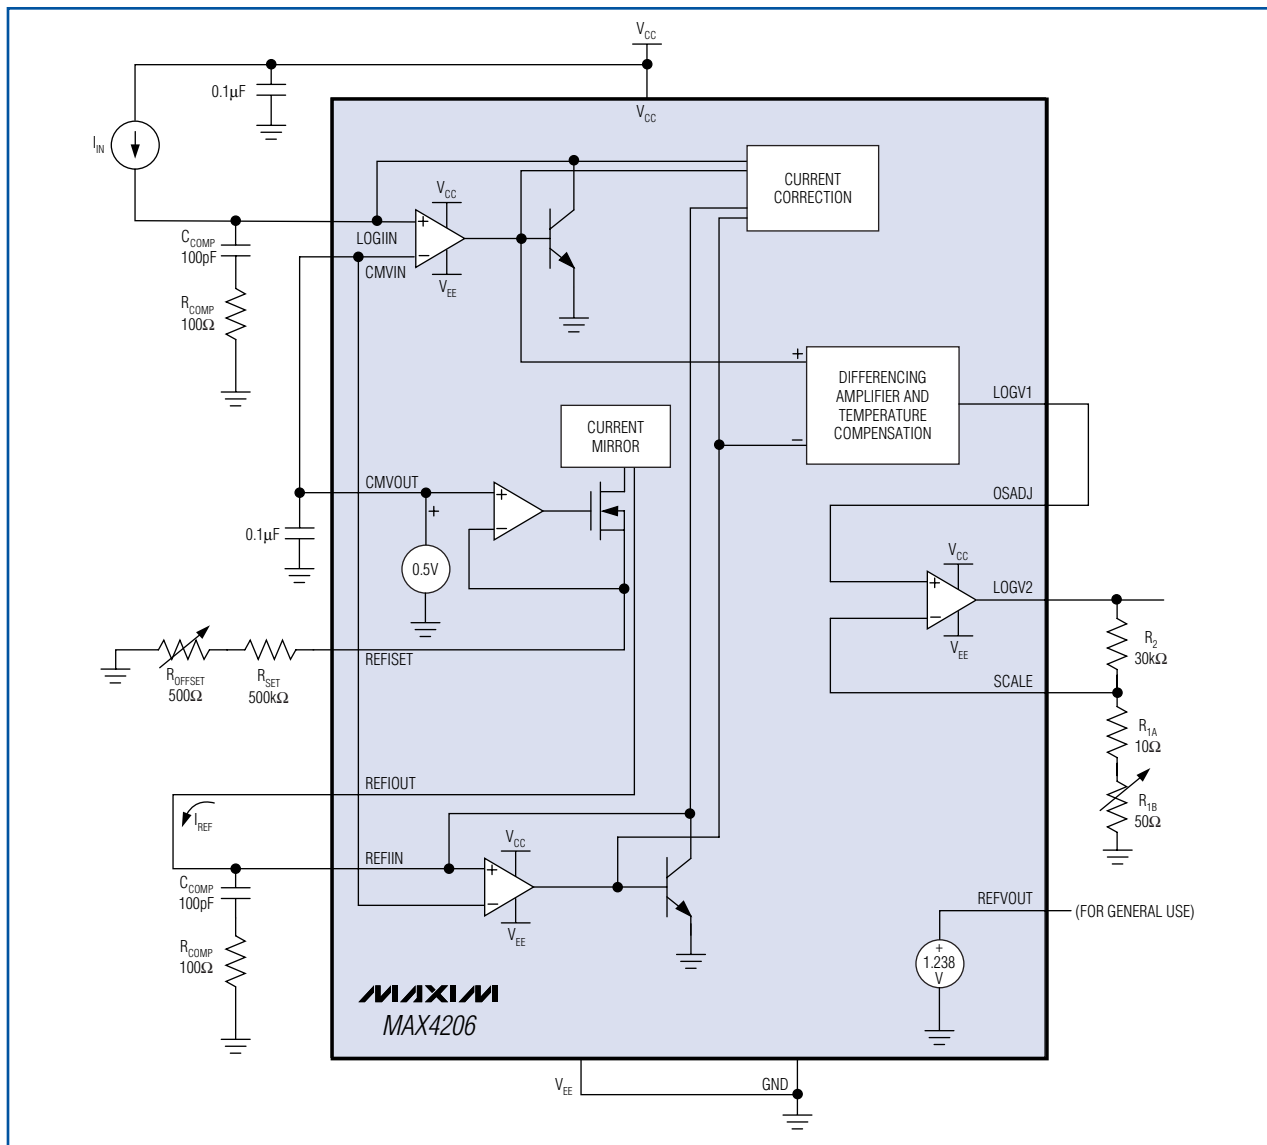 V_CC
0.1μF
V_CC
I_IN
CURRENT
CORRECTION
V_CC
+
LOGIIN
C_COMP
100pF
−
CMVIN
V_EE
R_COMP
100Ω
+
DIFFERENCING
AMPLIFIER AND
TEMPERATURE
COMPENSATION
LOGV1
CURRENT
MIRROR
−
CMVOUT
+
+
OSADJ
−
0.1μF
0.5V
V_CC
+
LOGV2
−
R_2
30kΩ
V_EE
REFISET
R_OFFSET
500Ω
R_SET
500kΩ
SCALE
R_1A
10Ω
REFIOUT
I_REF
R_1B
50Ω
V_CC
REFIIN
+
C_COMP
100pF
−
REFVOUT
(FOR GENERAL USE)
V_EE
R_COMP
100Ω
+
1.238
V
MAXIM
MAX4206
V_EE
GND